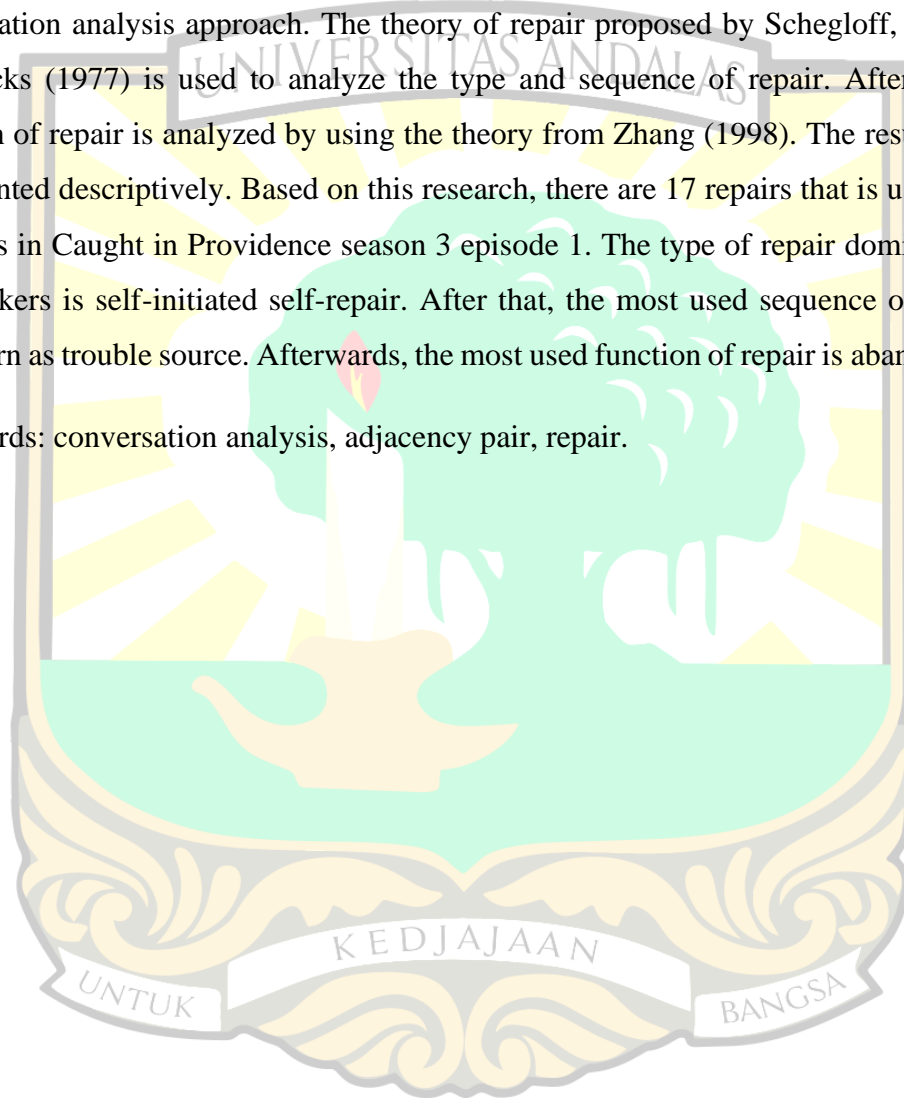 ation analysis approach. The theory of repair proposed by Schegloff,
cks (1977) is used to analyze the type and sequence of repair. After
UNIVERSITAS ANDALAS
n of repair is analyzed by using the theory from Zhang (1998). The res
nted descriptively. Based on this research, there are 17 repairs that is u
s in Caught in Providence season 3 episode 1. The type of repair dom
kers is self-initiated self-repair. After that, the most used sequence o
rn as trouble source. Afterwards, the most used function of repair is aban
rds: conversation analysis, adjacency pair, repair.
KEDJAJAAN
UNTUK BANGSA